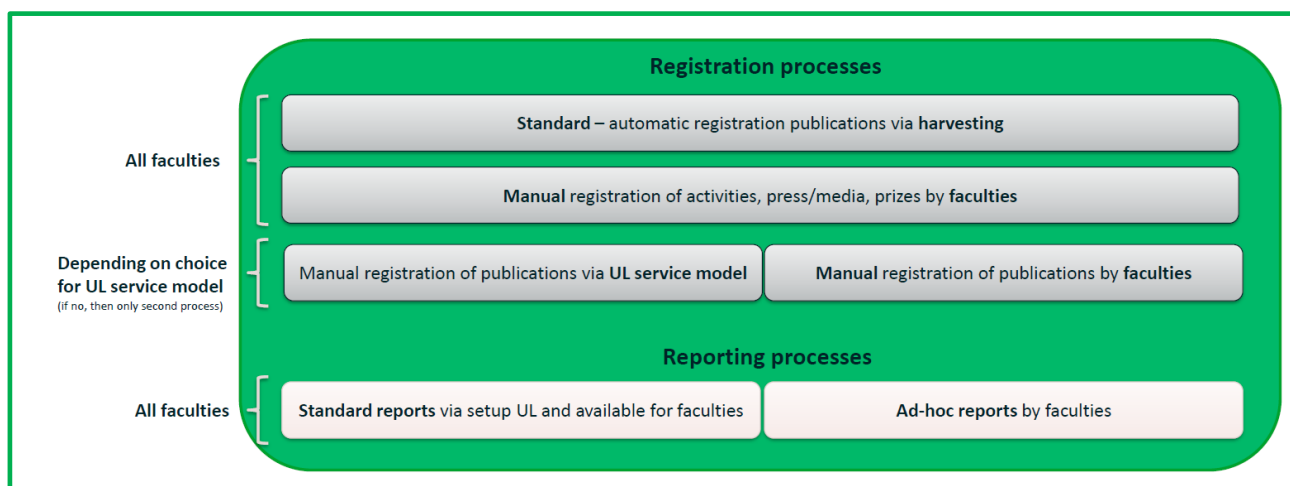 Registration processes
Standard – automatic registration publications via harvesting
All faculties
Manual registration of activities, press/media, prizes by faculties
Depending on choice
for UL service model
(if no, then only second process)
Manual registration of publications via UL service model
Manual registration of publications by faculties
Reporting processes
All faculties
Standard reports via setup UL and available for faculties
Ad-hoc reports by faculties